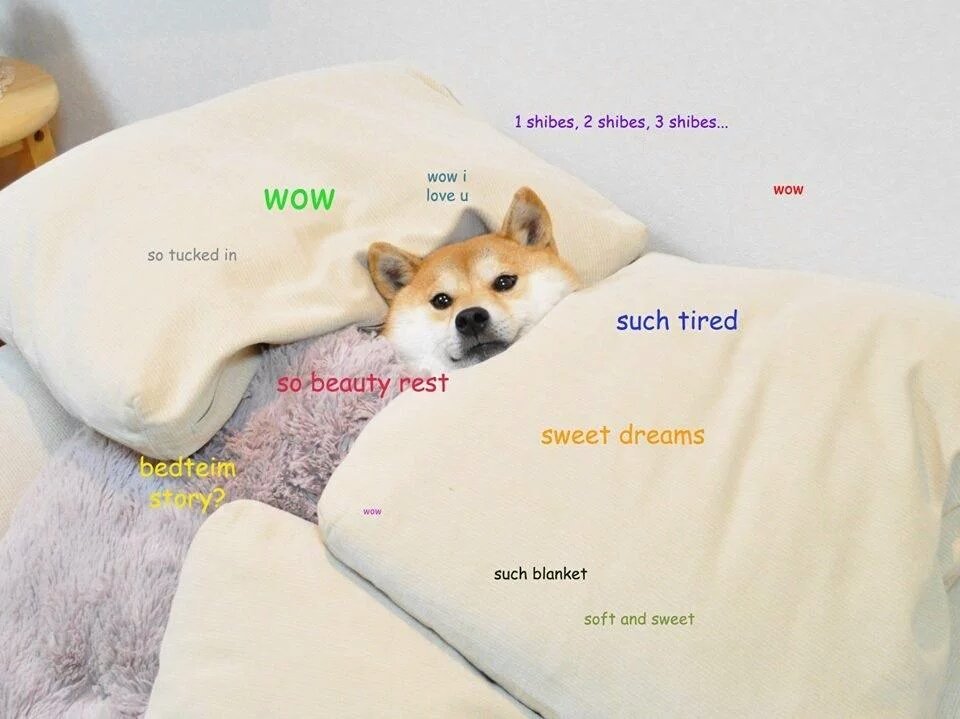 1 shibes, 2 shibes, 3 shibes...
wow i
love u
wow
wow
so tucked in
such tired
so beauty rest
sweet dreams
bedteim
story?
wow
such blanket
soft and sweet